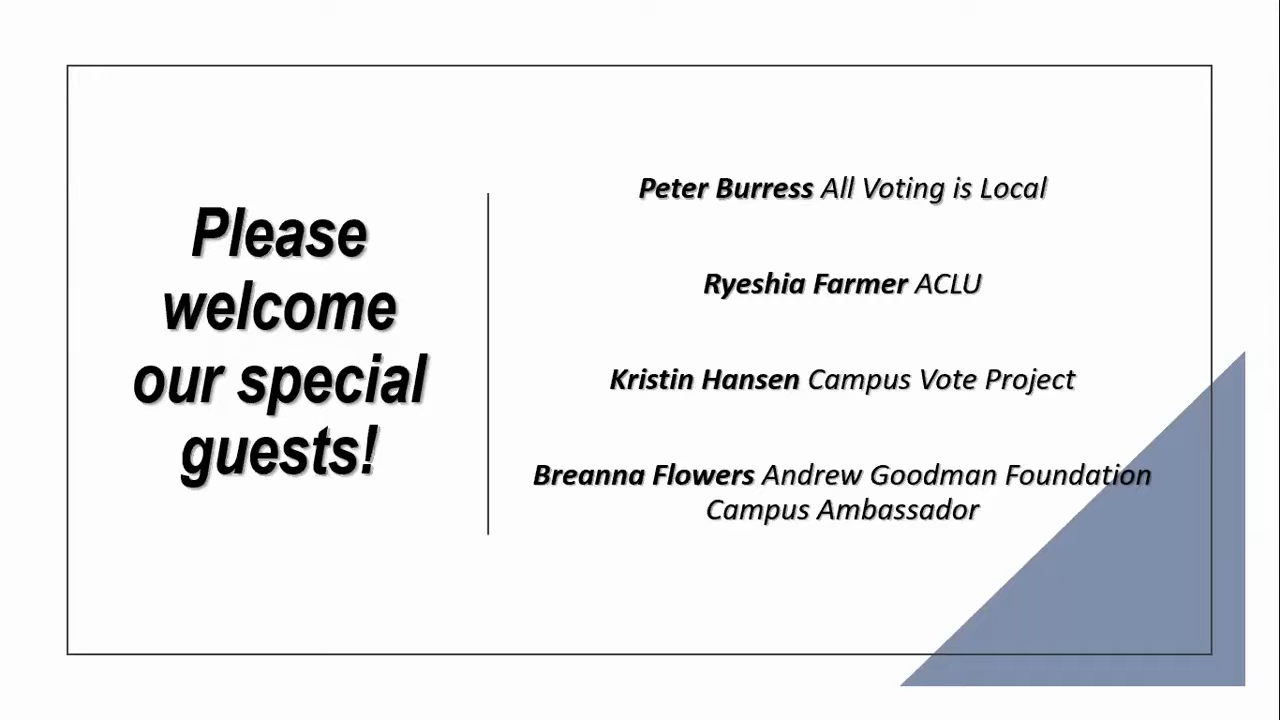 Please
welcome
our special
guests!
Peter Burress All Voting is Local
Ryeshia Farmer ACLU
Kristin Hansen Campus Vote Project
Breanna Flowers Andrew Goodman Foundation
Campus Ambassador